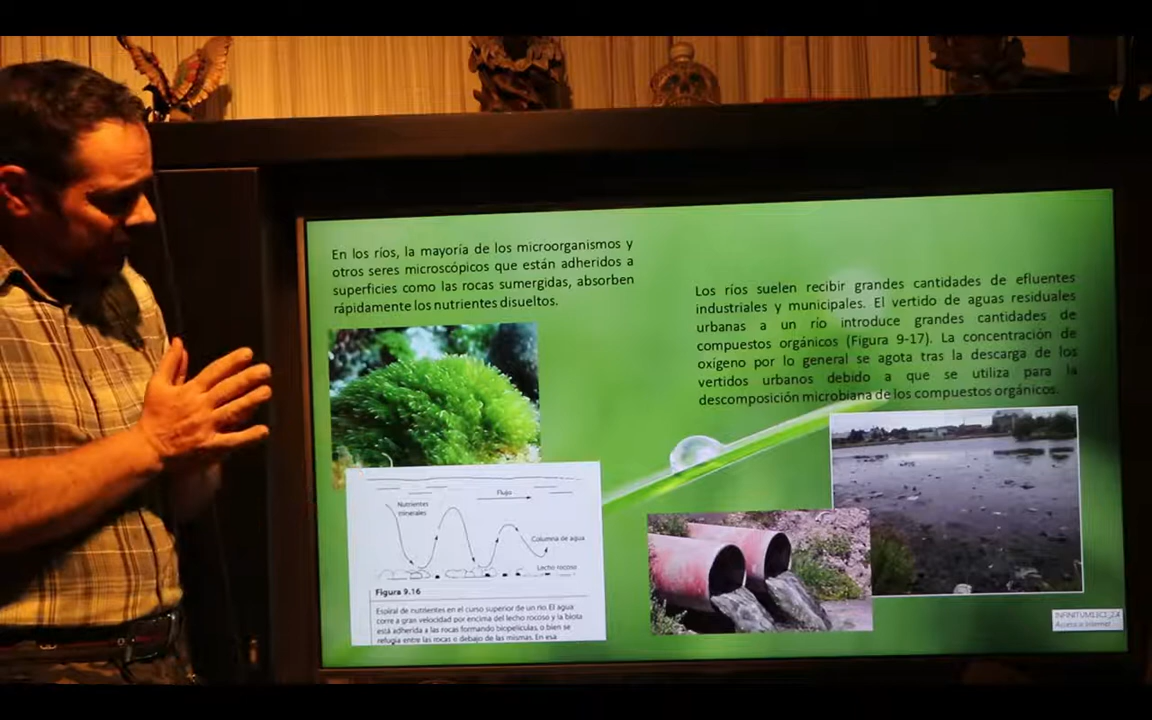 En los ríos, la mayoría de los microorganismos y
otros seres microscópicos que están adheridos a
superficies como las rocas sumergidas, absorben
rápidamente los nutrientes disueltos.
Los ríos suelen recibir grandes cantidades de efluentes
industriales y municipales. El vertido de aguas residuales
urbanas a un río introduce grandes cantidades de
compuestos orgánicos (Figura 9-17). La concentración de
oxígeno por lo general se agota tras la descarga de los
vertidos urbanos debido a que se utiliza para la
descomposición microbiana de los compuestos orgánicos.
Flujo
Nutrientes
minerales
Columna de agua
Lecho rocoso
Figura 9.16
Espiral de nutrientes en el curso superior de un río. El agua
corre a gran velocidad por encima del lecho rocoso y la biota
está adherida a las rocas formando biopelículas, o bien se
refugia entre las rocas o debajo de las mismas. En esa
Acceso a Internet